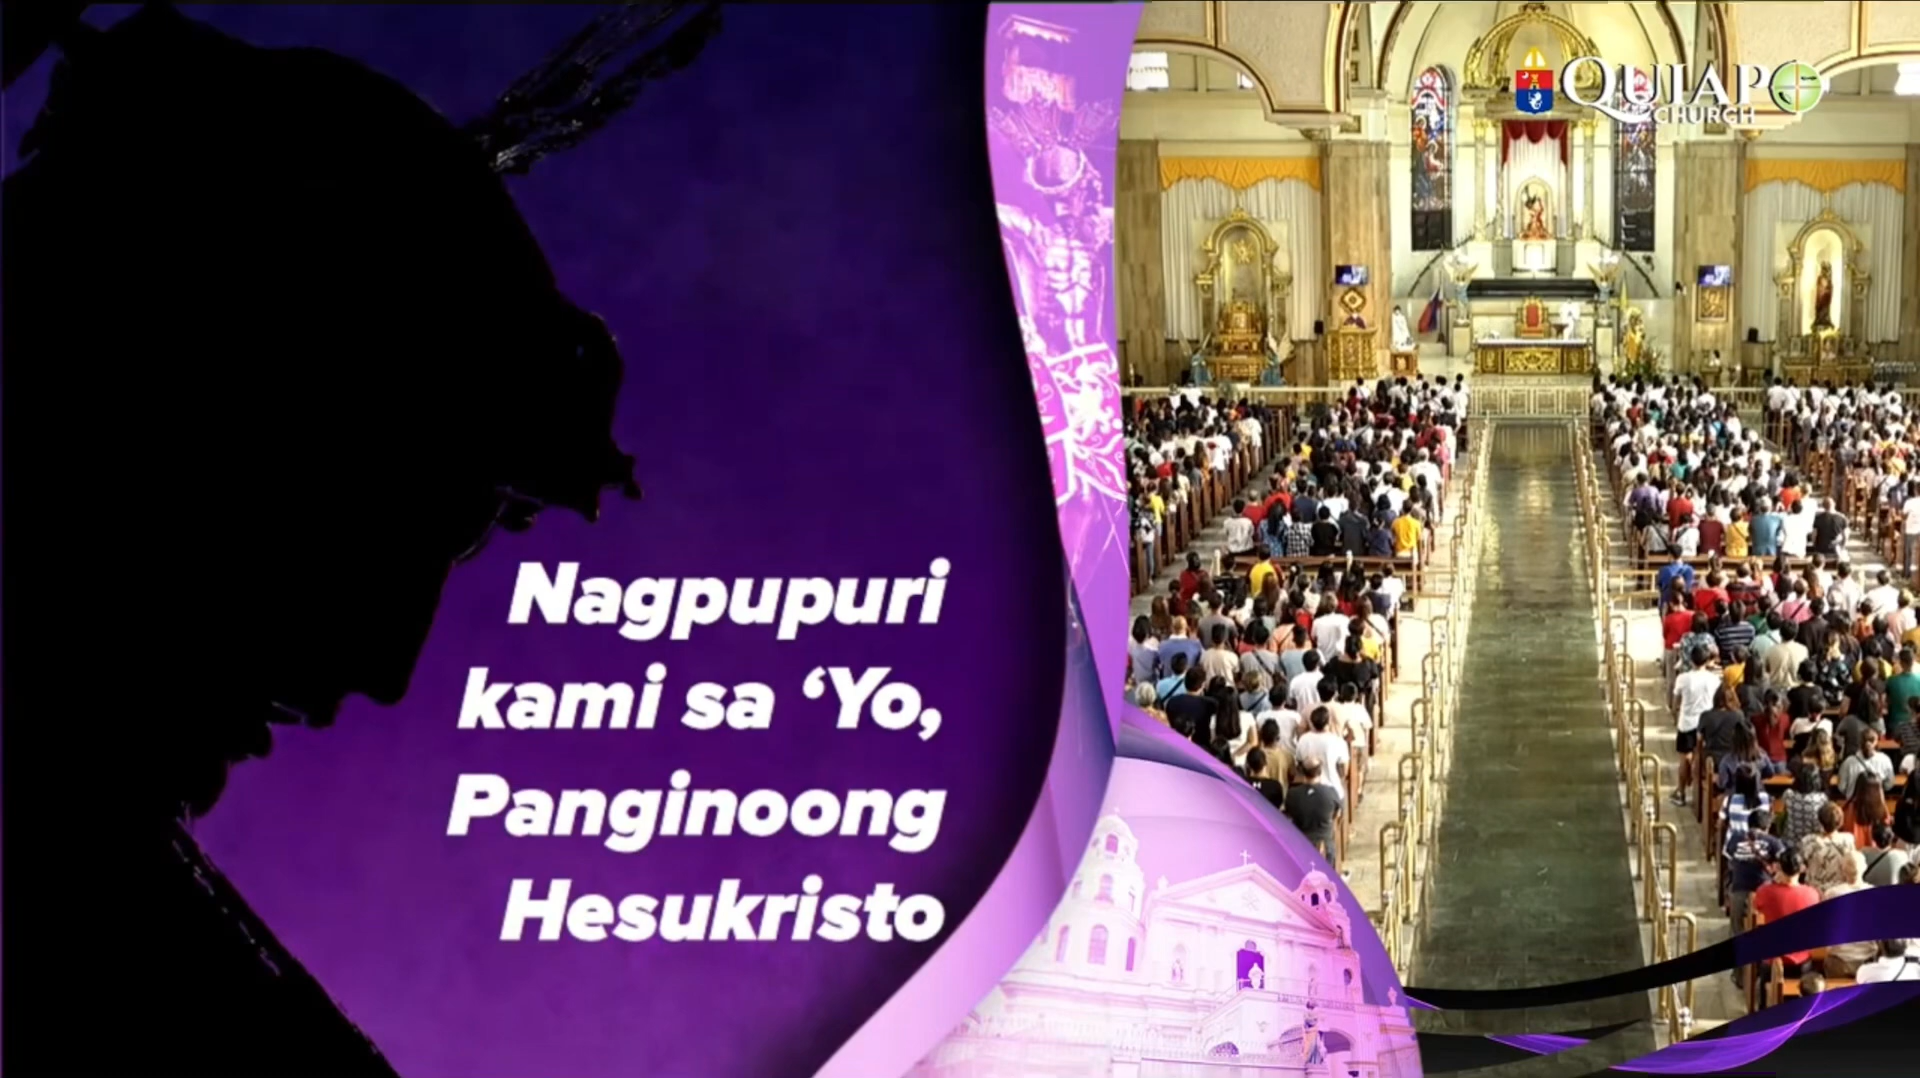 QUIAPO
CHURCH
Nagpupuri
kami sa ‘Yo,
Panginoong
Hesukristo